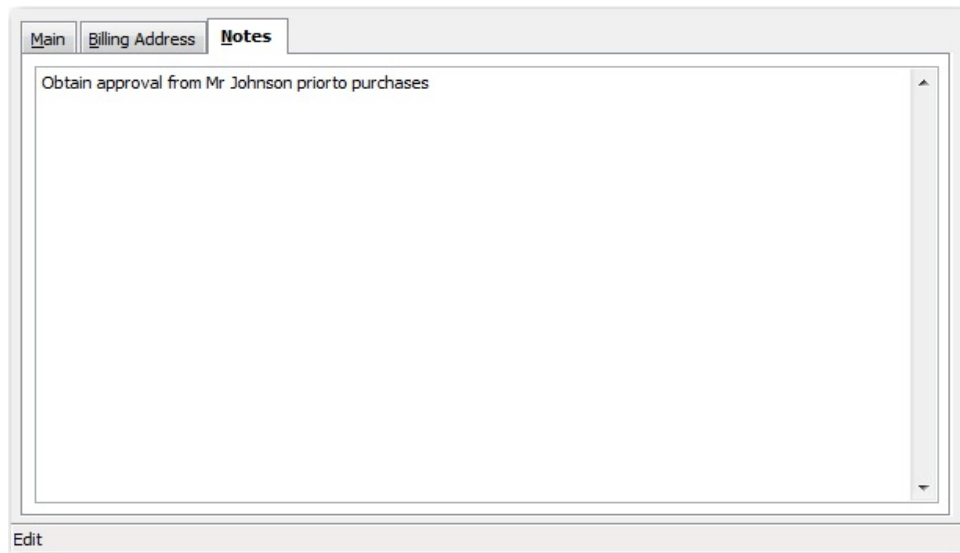 Main
Billing Address
Notes
Obtain approval from Mr Johnson priorto purchases
Edit